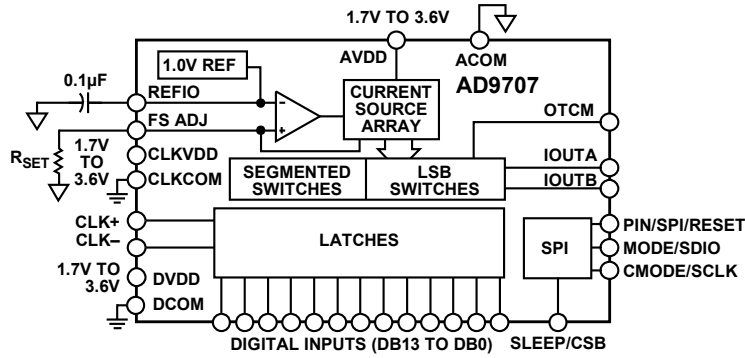 1.7V TO 3.6V
AVDD
ACOM
1.0V REF
AD9707
0.1µF
REFIO
CURRENT
SOURCE
ARRAY
–
+
OTCM
FS ADJ
RSET
1.7V
TO
3.6V
CLKVDD
CLKCOM
SEGMENTED
SWITCHES
LSB
SWITCHES
IOUTA
IOUTB
CLK+
CLK–
LATCHES
SPI
PIN/SPI/RESET
MODE/SDIO
CMODE/SCLK
1.7V TO
3.6V
DVDD
DCOM
DIGITAL INPUTS (DB13 TO DB0)
SLEEP/CSB